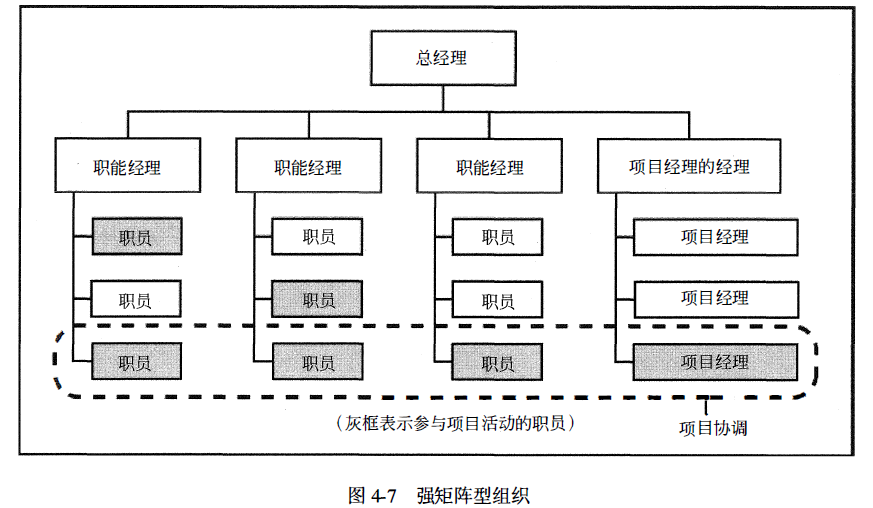 总经理
职能经理 职能经理 职能经理 项目经理的经理
职员 职员 职员 项目经理
职员 职员 职员 项目经理
职员 职员 职员 项目经理
（灰框表示参与项目活动的职员） 项目协调
图 4-7 强矩阵型组织